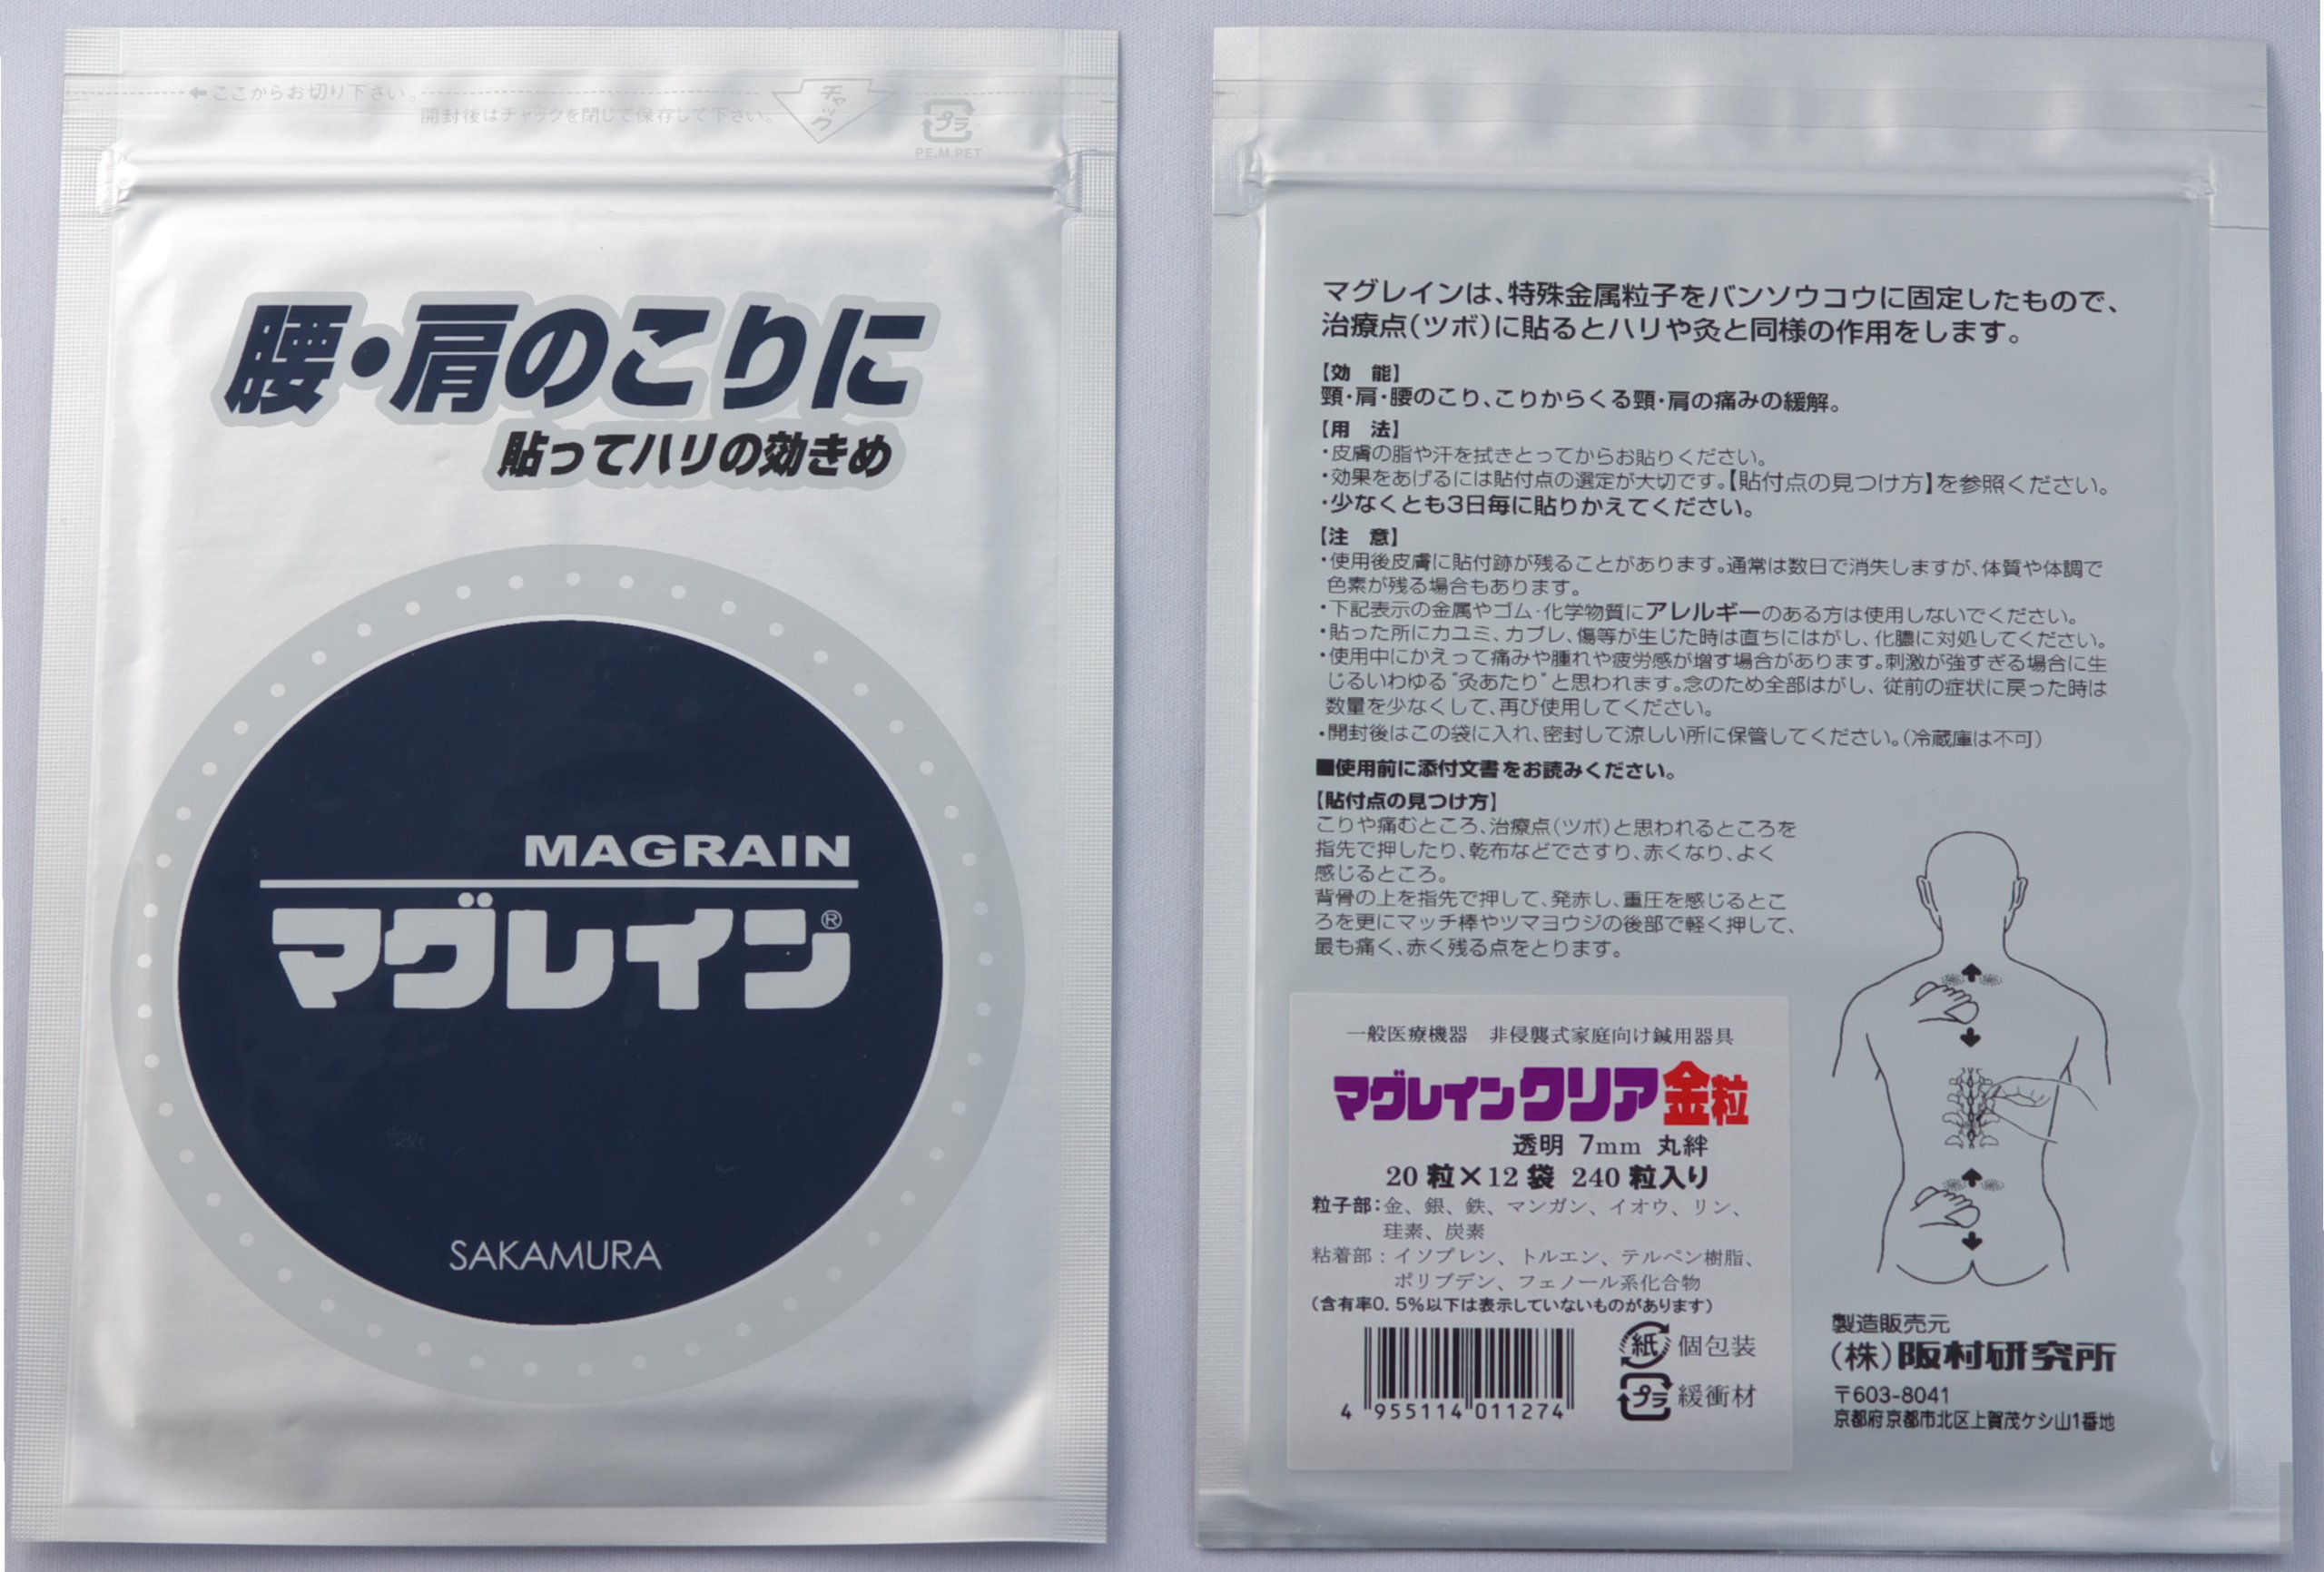 ←ここからお切り下さい。
開封後はチャックを閉じて保存して下さい。
チャック
プラ
PE.M.PET
腰・肩のこりに
貼ってハリの効きめ
MAGRAIN
マグレイン®
SAKAMURA
マグレインは、特殊金属粒子をバンソウコウに固定したもので、
治療点(ツボ)に貼るとハリや灸と同様の作用をします。
【効 能】
頸・肩・腰のこり、こりからくる頸・肩の痛みの緩解。
【用 法】
・皮膚の脂や汗を拭きとってからお貼りください。
・効果をあげるには貼付点の選定が大切です。【貼付点の見つけ方】を参照ください。
・少なくとも3日毎に貼りかえてください。
【注 意】
・使用後皮膚に貼付跡が残ることがあります。通常は数日で消失しますが、体質や体調で
色素が残る場合もあります。
・下記表示の金属やゴム・化学物質にアレルギーのある方は使用しないでください。
・貼った所にカユミ、カブレ、傷等が生じた時は直ちにはがし、化膿に対処してください。
・使用中にかえって痛みや腫れや疲労感が増す場合があります。刺激が強すぎる場合に生
じるいわゆる"灸あたり"と思われます。念のため全部はがし、従前の症状に戻った時は
数量を少なくして、再び使用してください。
・開封後はこの袋に入れ、密封して涼しい所に保管してください。(冷蔵庫は不可)
■使用前に添付文書をお読みください。
【貼付点の見つけ方】
こりや痛むところ、治療点(ツボ)と思われるところを
指先で押したり、乾布などでさすり、赤くなり、よく
感じるところ。
背骨の上を指先で押して、発赤し、重圧を感じるとこ
ろを更にマッチ棒やツマヨウジの後部で軽く押して、
最も痛く、赤く残る点をとります。
一般医療機器 非侵襲式家庭向け鍼用器具
マグレインクリア金粒
透明 7mm 丸絆
20粒×12袋 240粒入り
粒子部:金、銀、鉄、マンガン、イオウ、リン、
珪素、炭素
粘着部:イソプレン、トルエン、テルペン樹脂、
ポリブデン、フェノール系化合物
(含有率0.5%以下は表示していないものがあります)
紙 個包装
プラ 緩衝材
4 955114 011274
製造販売元
(株)阪村研究所
〒603-8041
京都府京都市北区上賀茂ケシ山1番地